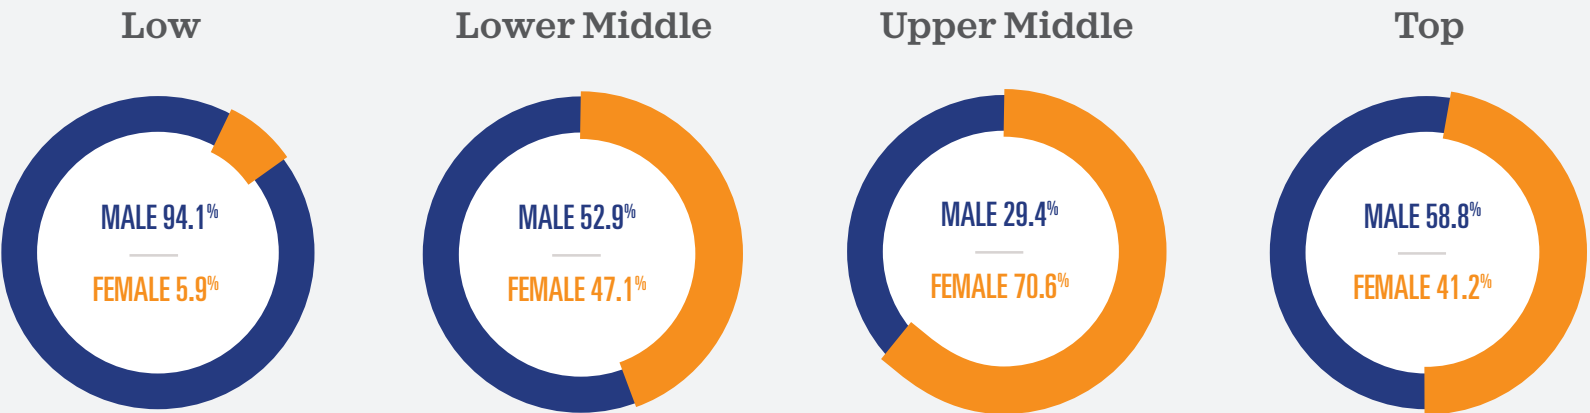 Low
MALE 94.1%
FEMALE 5.9%
Lower Middle
MALE 52.9%
FEMALE 47.1%
Upper Middle
MALE 29.4%
FEMALE 70.6%
Top
MALE 58.8%
FEMALE 41.2%